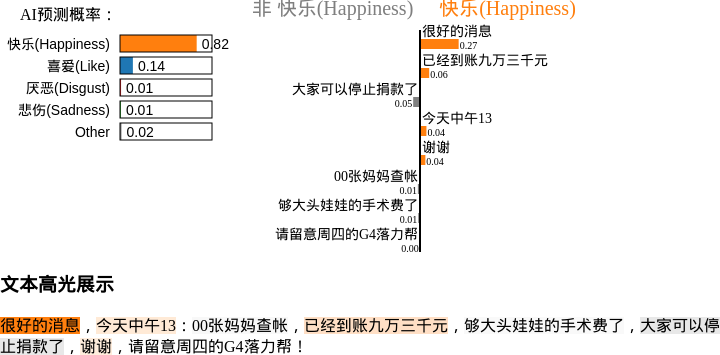 AI预测概率：
快乐(Happiness) 0.82
喜爱(Like) 0.14
厌恶(Disgust) 0.01
悲伤(Sadness) 0.01
Other 0.02
非 快乐(Happiness) 快乐(Happiness)
很好的消息
0.27
已经到账九万三千元
0.06
大家可以停止捐款了
0.05
今天中午13
0.04
谢谢
0.04
00张妈妈查帐
0.01
够大头娃娃的手术费了
0.01
请留意周四的G4落力帮
0.00
文本高光展示
很好的消息，今天中午13：00张妈妈查帐，已经到账九万三千元，够大头娃娃的手术费了，大家可以停
止捐款了，谢谢，请留意周四的G4落力帮！